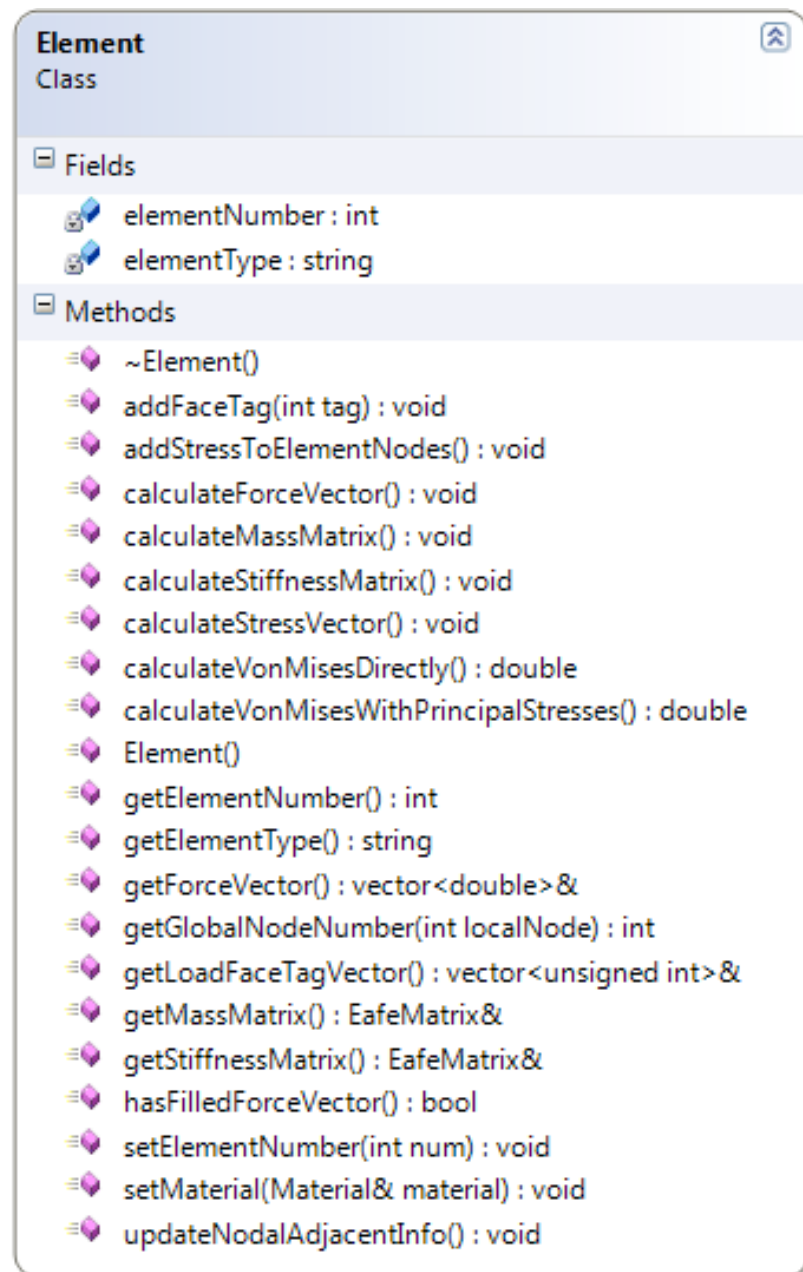 Element
Class
Fields
elementNumber : int
elementType : string
Methods
~Element()
addFaceTag(int tag) : void
addStressToElementNodes() : void
calculateForceVector() : void
calculateMassMatrix() : void
calculateStiffnessMatrix() : void
calculateStressVector() : void
calculateVonMisesDirectly() : double
calculateVonMisesWithPrincipalStresses() : double
Element()
getElementNumber() : int
getElementType() : string
getForceVector() : vector<double>&
getGlobalNodeNumber(int localNode) : int
getLoadFaceTagVector() : vector<unsigned int>&
getMassMatrix() : EafeMatrix&
getStiffnessMatrix() : EafeMatrix&
hasFilledForceVector() : bool
setElementNumber(int num) : void
setMaterial(Material& material) : void
updateNodalAdjacentInfo() : void